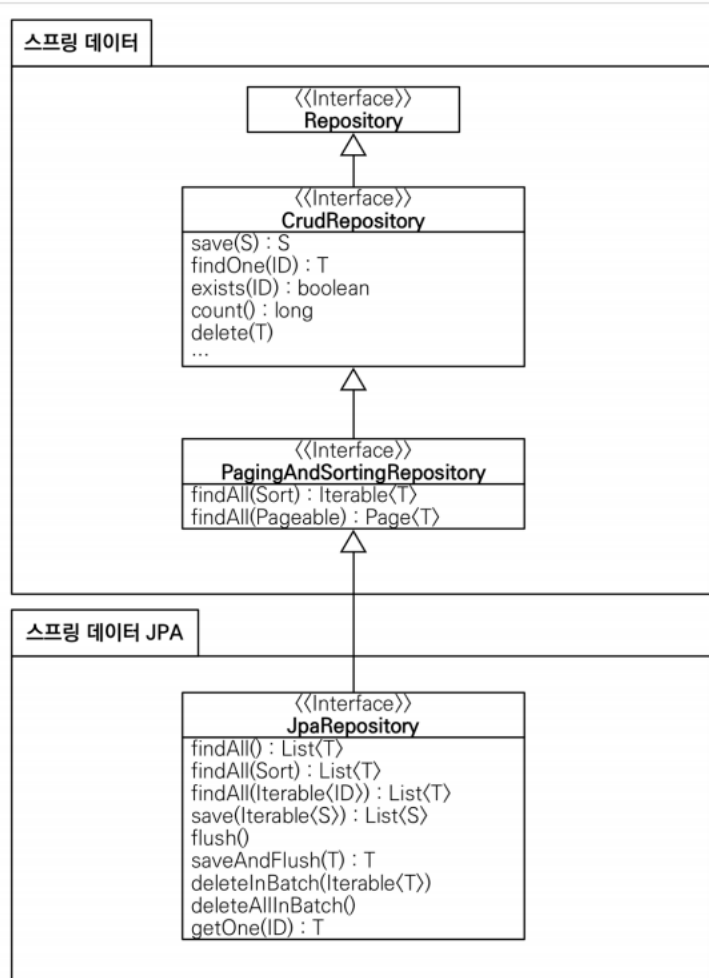 스프링 데이터
《Interface》
Repository
《Interface》
CrudRepository
save(S) : S
findOne(ID) : T
exists(ID) : boolean
count() : long
delete(T)
...
《Interface》
PagingAndSortingRepository
findAll(Sort) : Iterable〈T〉
findAll(Pageable) : Page〈T〉
스프링 데이터 JPA
《Interface》
JpaRepository
findAll() : List〈T〉
findAll(Sort) : List〈T〉
findAll(Iterable〈ID〉) : List〈T〉
save(Iterable〈S〉) : List〈S〉
flush()
saveAndFlush(T) : T
deleteInBatch(Iterable〈T〉)
deleteAllInBatch()
getOne(ID) : T